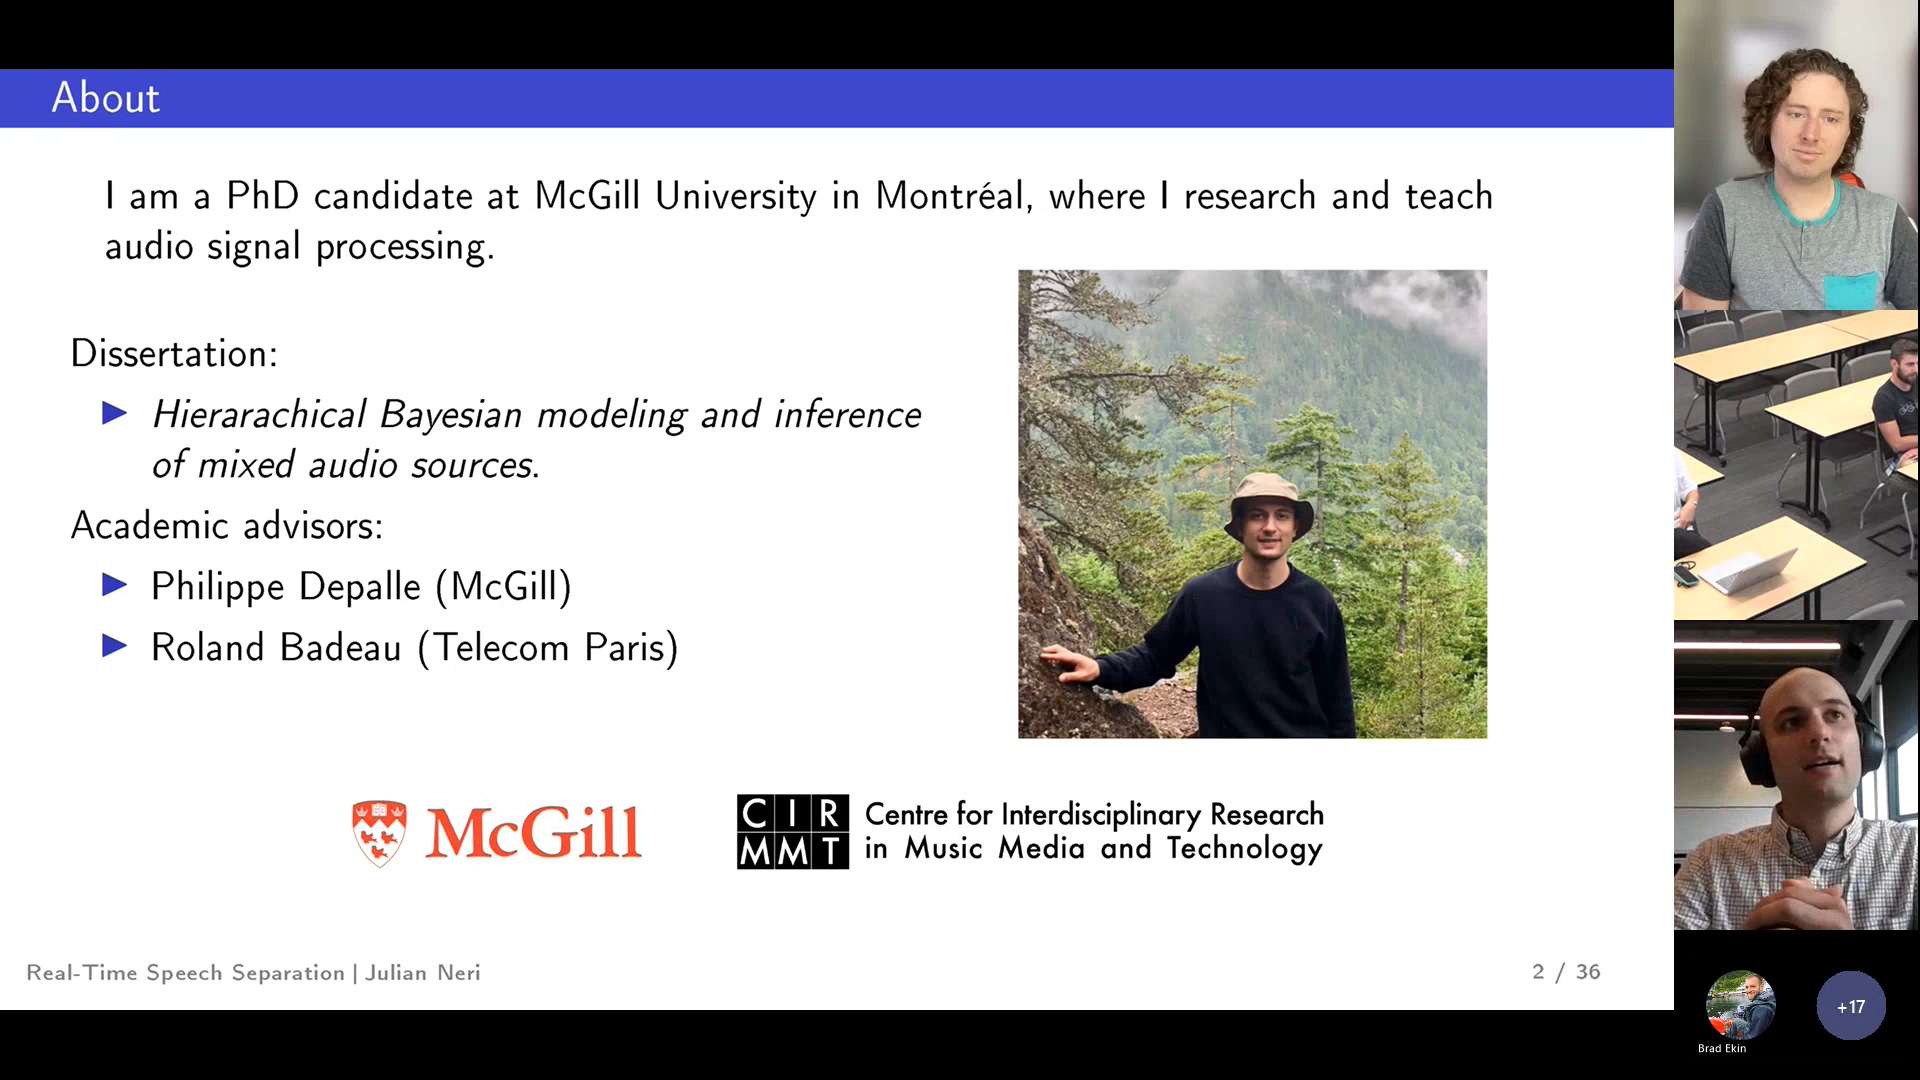 About
I am a PhD candidate at McGill University in Montréal, where I research and teach
audio signal processing.
Dissertation:
Hierarachical Bayesian modeling and inference
of mixed audio sources.
Academic advisors:
Philippe Depalle (McGill)
Roland Badeau (Telecom Paris)
McGill
CIR
MMT
Centre for Interdisciplinary Research
in Music Media and Technology
Real-Time Speech Separation | Julian Neri
2 / 36
+17
Brad Ekin